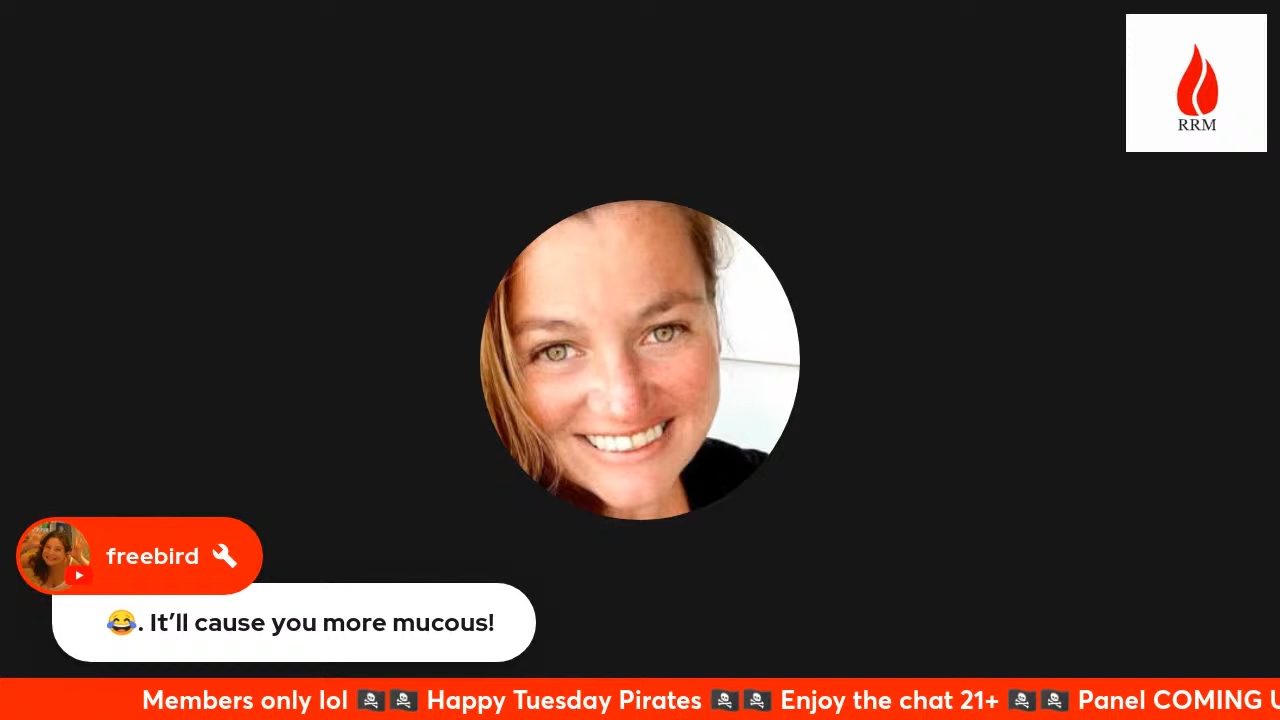 RRM
freebird
😂. It’ll cause you more mucous!
Members only lol 🏴‍☠️🏴‍☠️ Happy Tuesday Pirates 🏴‍☠️🏴‍☠️ Enjoy the chat 21+ 🏴‍☠️🏴‍☠️ Panel COMING